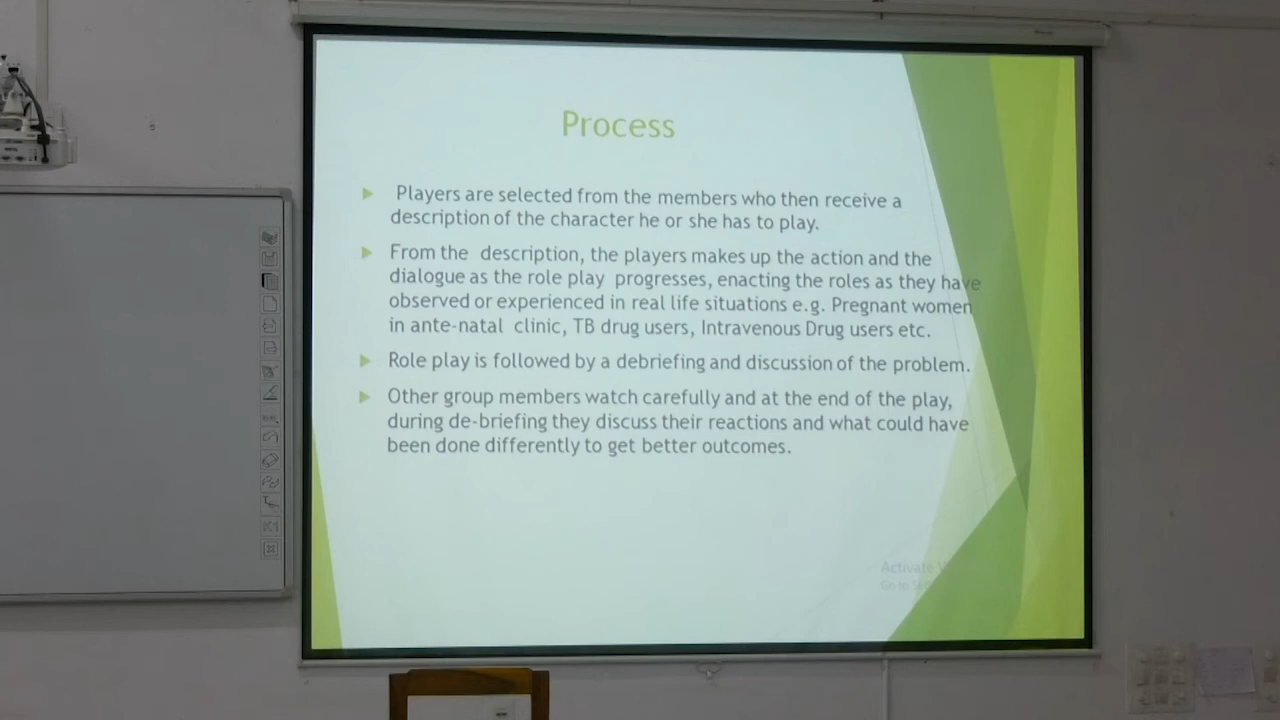 Process
Players are selected from the members who then receive a
description of the character he or she has to play.
From the description, the players makes up the action and the
dialogue as the role play progresses, enacting the roles as they have
observed or experienced in real life situations e.g. Pregnant women
in ante-natal clinic, TB drug users, Intravenous Drug users etc.
Role play is followed by a debriefing and discussion of the problem.
Other group members watch carefully and at the end of the play,
during de-briefing they discuss their reactions and what could have
been done differently to get better outcomes.
Activate
Go to